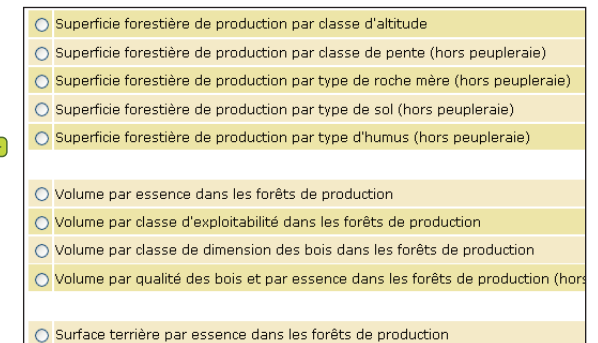 Superficie forestière de production par classe d'altitude
Superficie forestière de production par classe de pente (hors peupleraie)
Superficie forestière de production par type de roche mère (hors peupleraie)
Superficie forestière de production par type de sol (hors peupleraie)
Superficie forestière de production par type d'humus (hors peupleraie)
Volume par essence dans les forêts de production
Volume par classe d'exploitabilité dans les forêts de production
Volume par classe de dimension des bois dans les forêts de production
Volume par qualité des bois et par essence dans les forêts de production (hors
Surface terrière par essence dans les forêts de production